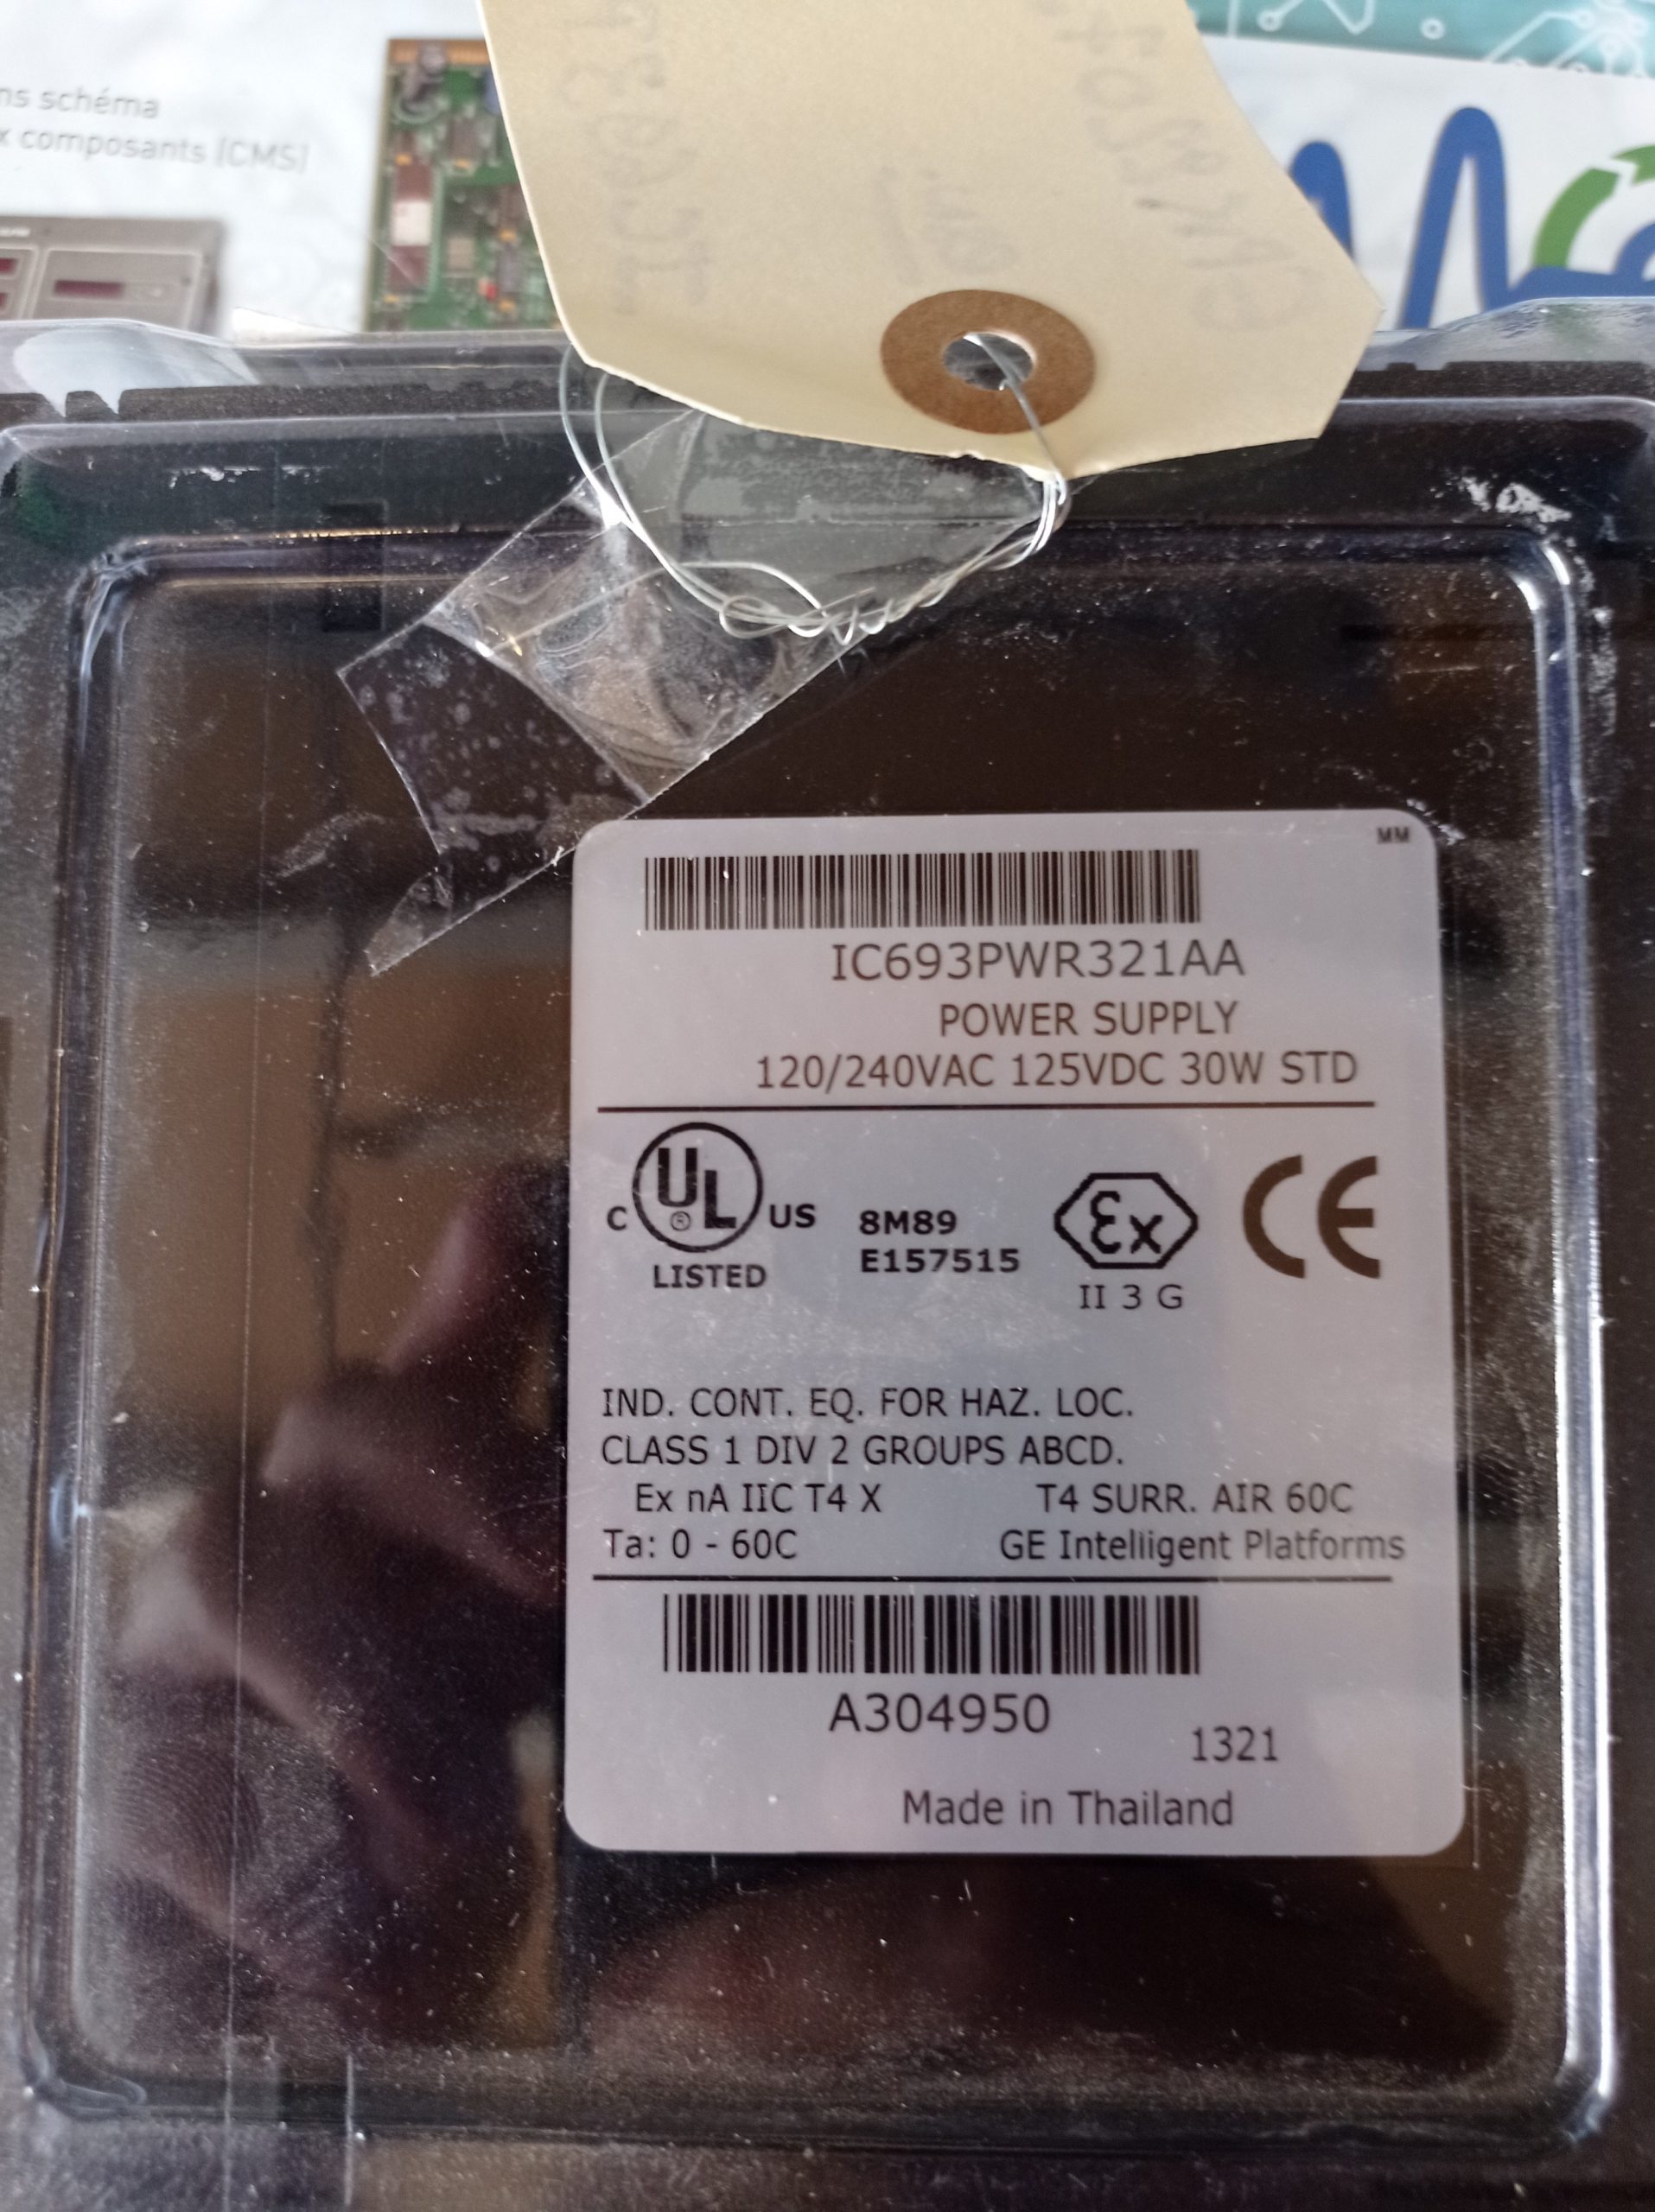 ns schéma
x composants (CMS)
MM
IC693PWR321AA
POWER SUPPLY
120/240VAC 125VDC 30W STD
C UL ® US
LISTED
8M89
E157515
Ex
II 3 G
CE
IND. CONT. EQ. FOR HAZ. LOC.
CLASS 1 DIV 2 GROUPS ABCD.
Ex nA IIC T4 X T4 SURR. AIR 60C
Ta: 0 - 60C GE Intelligent Platforms
A304950
1321
Made in Thailand